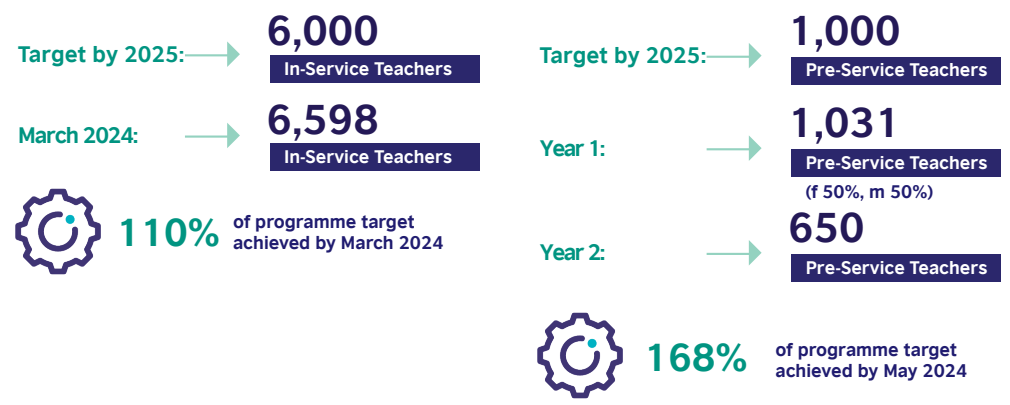 Target by 2025:
6,000
In-Service Teachers
March 2024:
6,598
In-Service Teachers
110%
of programme target
achieved by March 2024
Target by 2025:
1,000
Pre-Service Teachers
Year 1:
1,031
Pre-Service Teachers
(f 50%, m 50%)
Year 2:
650
Pre-Service Teachers
168%
of programme target
achieved by May 2024